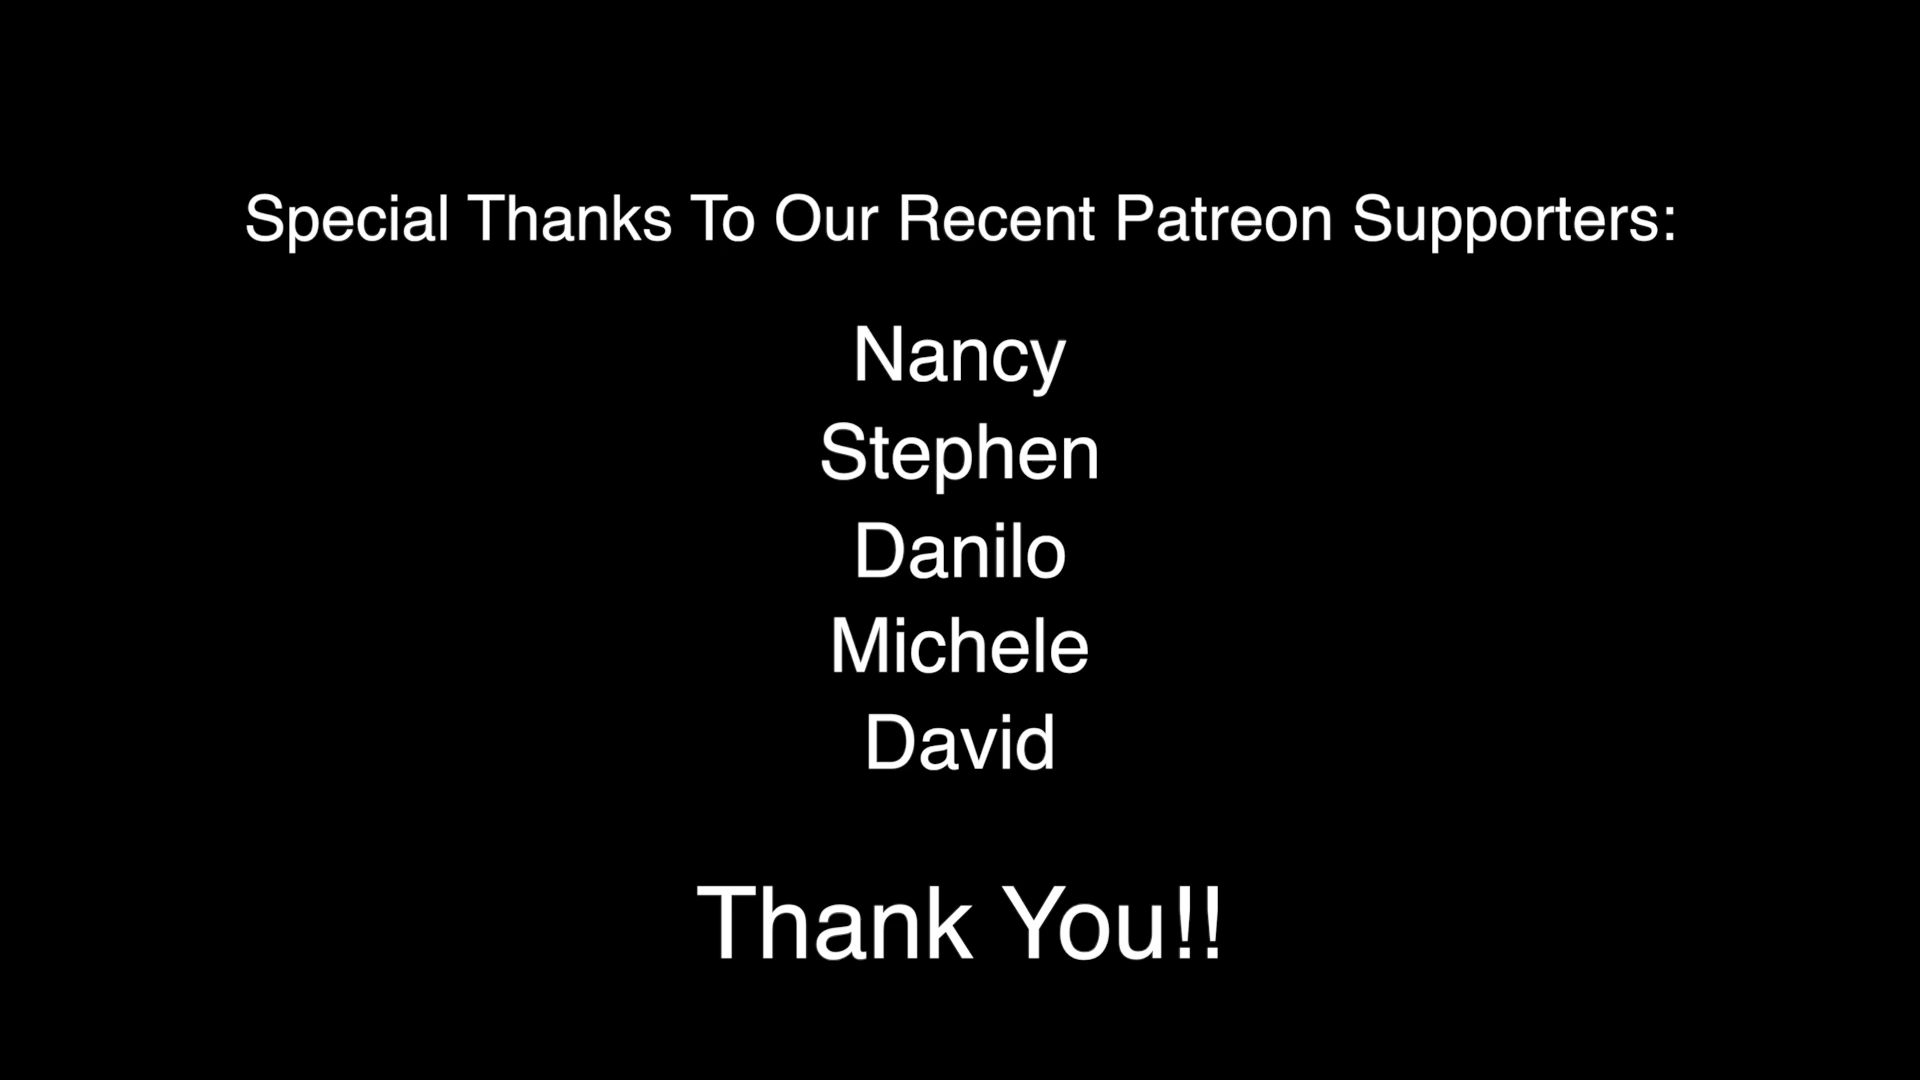 Special Thanks To Our Recent Patreon Supporters:
Nancy
Stephen
Danilo
Michele
David
Thank You!!